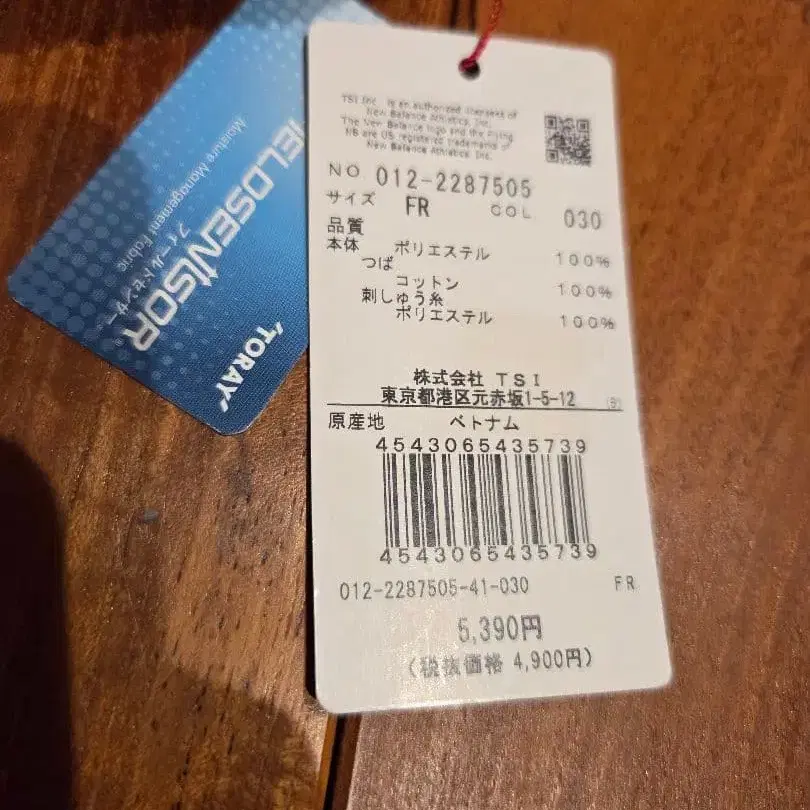 TSI Inc. is an authorized licensees of
New Balance Athletics, Inc.
The New Balance logo and the Flying
NB are US registered trademarks of
New Balance Athletics, Inc.
NO 012-2287505
サイズ FR COL 030
品質
本体 ポリエステル 100%
つば
コットン 100%
刺しゅう糸
ポリエステル 100%
株式会社 TSI
東京都港区元赤坂1-5-12
原産地 ベトナム
4543065435739
4543065435739
012-2287505-41-030 FR
5,390円
(税抜価格 4,900円)
Moisture Management Fabric
IELDSENSOR
フィールドセンサー
"TORAY"